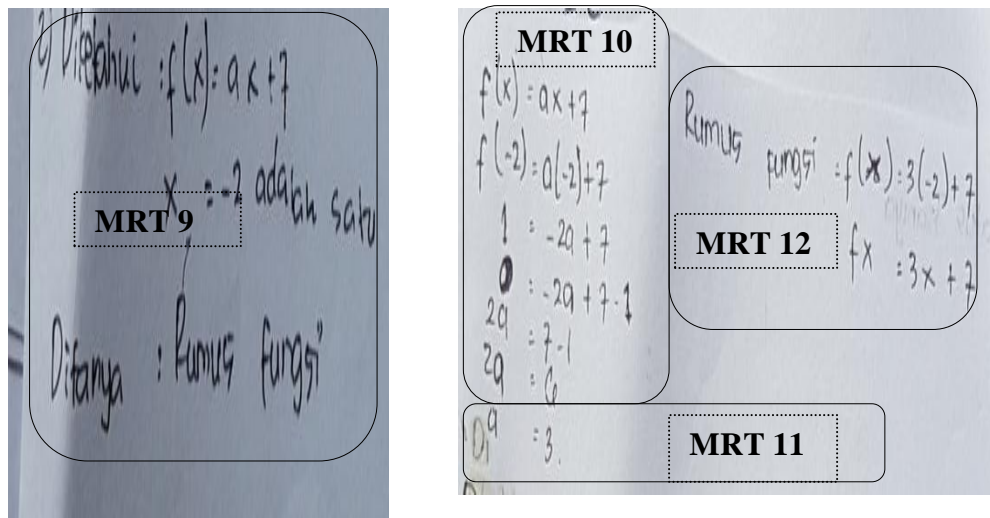 2) Diketahui : f(x) = ax + 7
x = -2 adalah satu
MRT 9
Ditanya : Rumus fungsi
MRT 10
f(x) = ax + 7
f(-2) = a(-2) + 7
1 = -2a + 7
0 = -2a + 7 - 1
2a = 7 - 1
2a = 6
a = 3.
MRT 11
Rumus fungsi : f(x) = 3(-2) + 7
MRT 12
fx = 3x + 7